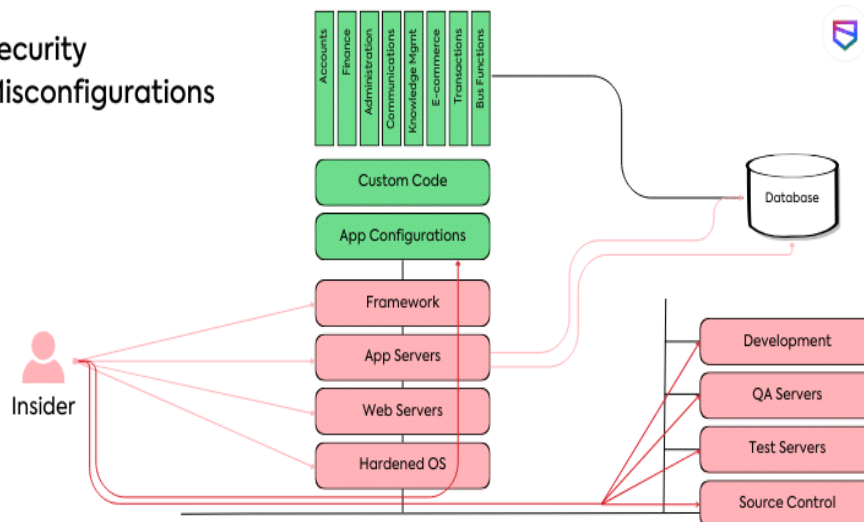 ecurity
isconfigurations
Accounts
Finance
Administration
Communications
Knowledge Mgmt
E-commerce
Transactions
Bus Functions
Custom Code
App Configurations
Database
Framework
App Servers
Web Servers
Hardened OS
Insider
Development
QA Servers
Test Servers
Source Control